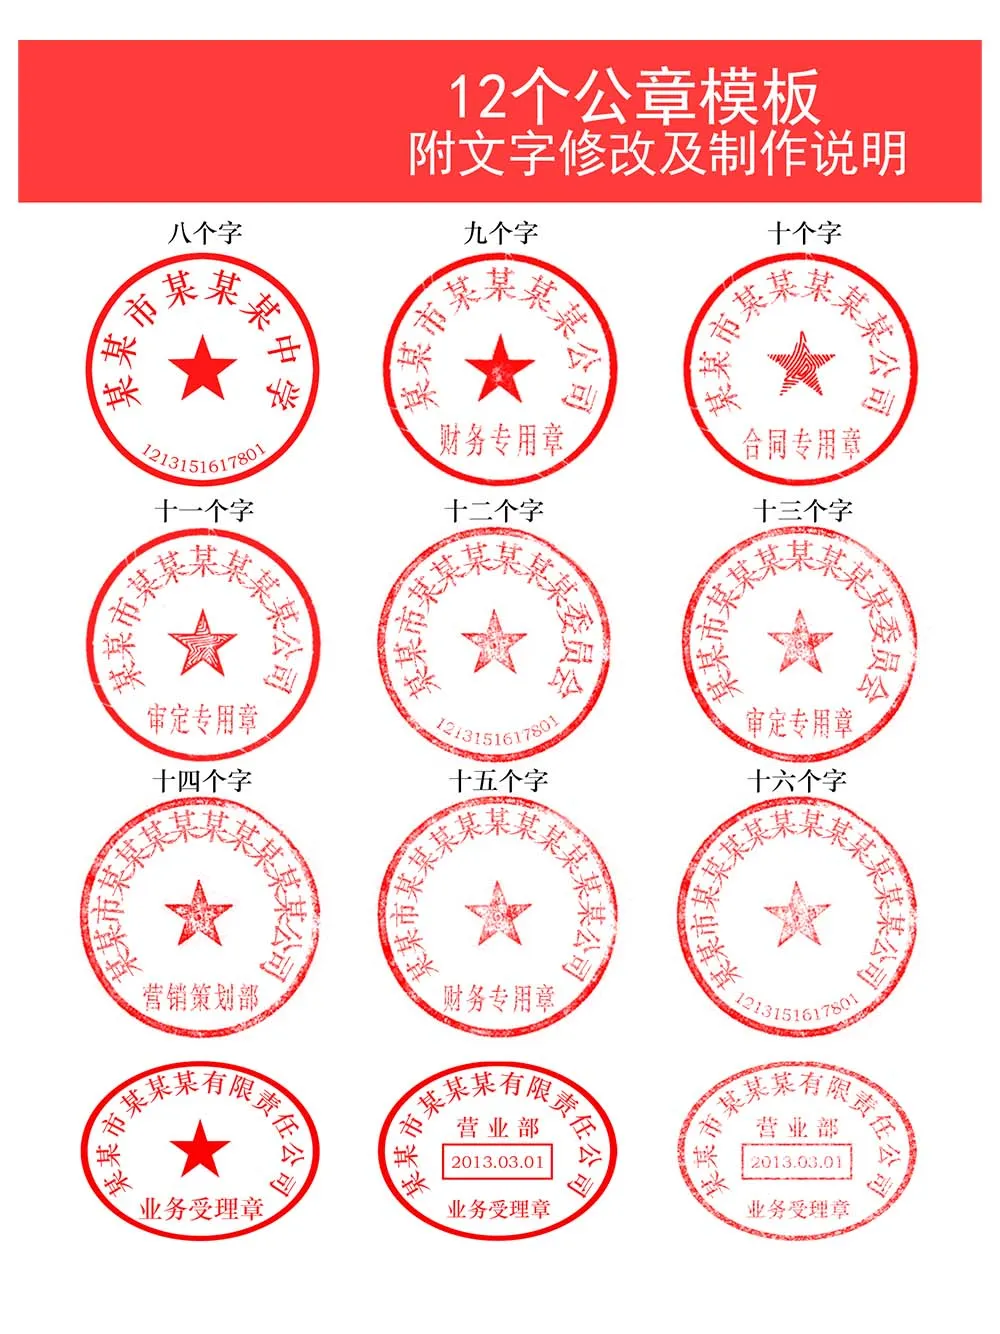 12个公章模板
附文字修改及制作说明
八个字
九个字
十个字
某某市某某某中学
1213151617801
某某市某某某某公司
财务专用章
某某市某某某某某公司
合同专用章
十一个字
十二个字
十三个字
某某市某某某某某某公司
审定专用章
某某市某某某某某某委员会
1213151617801
某某市某某某某某某某委员会
审定专用章
十四个字
十五个字
十六个字
某某市某某某某某某某某某公司
营销策划部
某某市某某某某某某某某某某公司
财务专用章
某某市某某某某某某某某某某某公司
1213151617801
某某市某某某有限责任公司
业务受理章
某某市某某某有限责任公司
营业部
2013.03.01
业务受理章
某某市某某某有限责任公司
营业部
2013.03.01
业务受理章